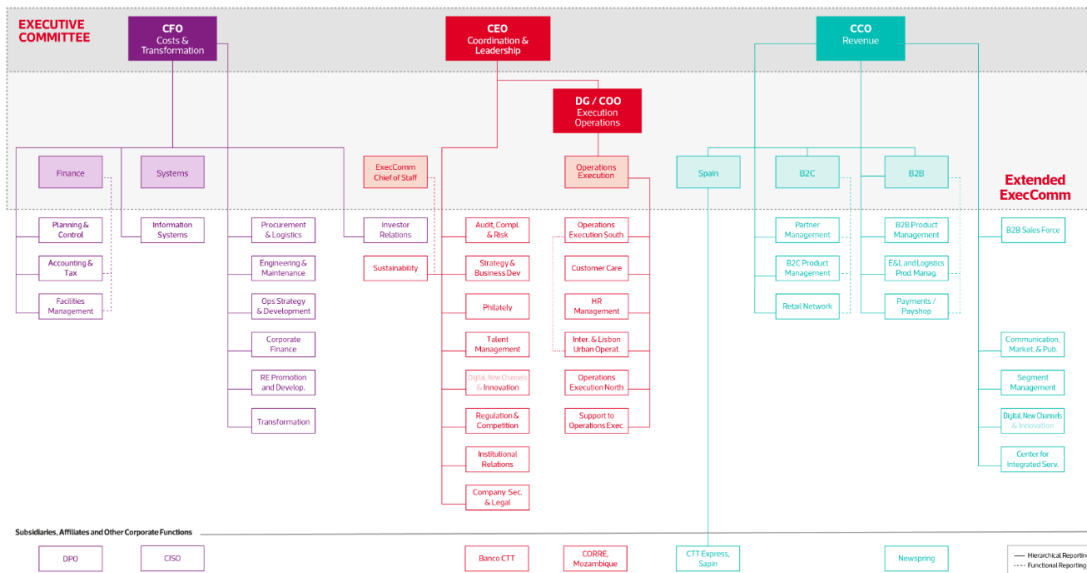 EXECUTIVE
COMMITTEE
CFO
Costs &
Transformation
CEO
Coordination &
Leadership
CCO
Revenue
DG / COO
Execution
Operations
Finance
Systems
ExecComm
Chief of Staff
Operations
Execution
Spain
B2C
B2B
Extended
ExecComm
Planning &
Control
Information
Systems
Procurement
& Logistics
Investor
Relations
Audit, Compl.
& Risk
Operations
Execution South
Partner
Management
B2B Product
Management
B2B Sales Force
Accounting &
Tax
Engineering &
Maintenance
Sustainability
Strategy &
Business Dev
Customer Care
B2C Product
Management
E&L and Logistics
Prod. Manag.
Facilities
Management
Ops Strategy
& Development
Philately
HR
Management
Retail Network
Payments /
Payshop
Corporate
Finance
Talent
Management
Inter. & Lisbon
Urban Operat.
Communication,
Market. & Pub.
RE Promotion
and Develop.
Digital, New Channels
& Innovation
Operations
Execution North
Segment
Management
Transformation
Regulation &
Competition
Support to
Operations Exec.
Digital, New Channels
& Innovation
Institutional
Relations
Center for
Integrated Serv.
Company Sec.
& Legal
Subsidiaries, Affiliates and Other Corporate Functions
DPO
CISO
Banco CTT
CORRE,
Mozambique
CTT Express,
Sapin
Newspring
Hierarchical Reporting
Functional Reporting